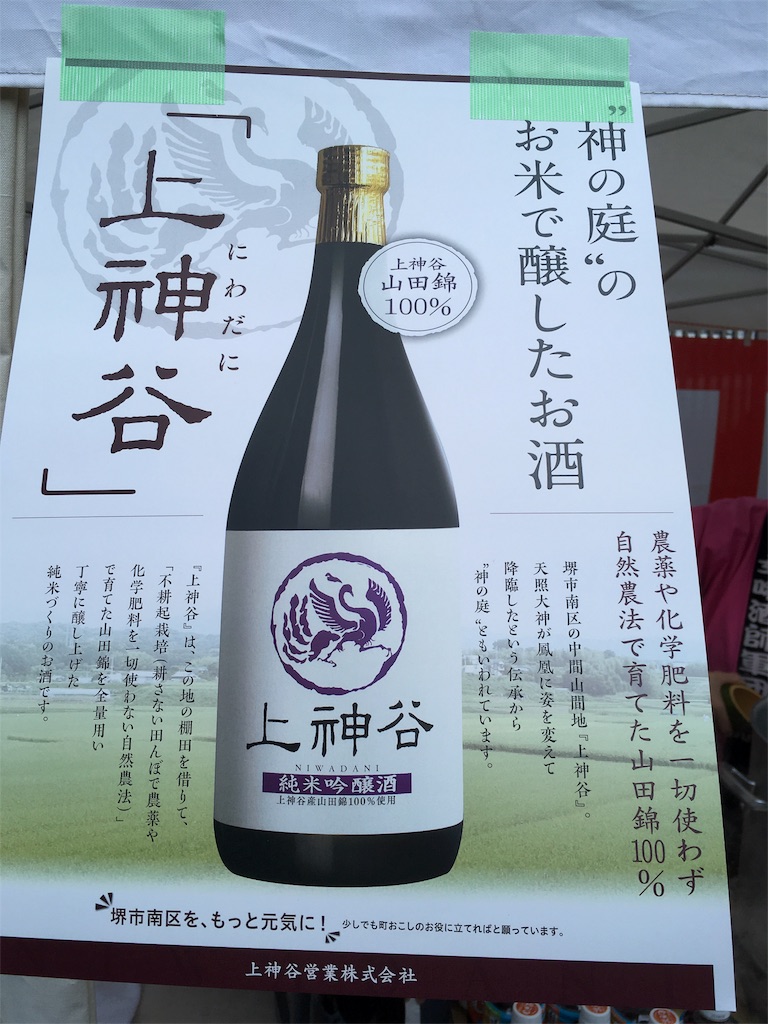 ”神の庭“の
お米で醸したお酒
「上神谷」
にわだに
上神谷
山田錦
100%
農薬や化学肥料を一切使わず
自然農法で育てた山田錦100%
堺市南区の中間山間地『上神谷』。
天照大神が鳳凰に姿を変えて
降臨したという伝承から
”神の庭“ともいわれています。
『上神谷』は、この地の棚田を借りて、
「不耕起栽培(耕さない田んぼで農薬や
化学肥料を一切使わない自然農法)」
で育てた山田錦を全量用い
丁寧に醸し上げた
純米づくりのお酒です。
上神谷
NIWADANI
純米吟醸酒
上神谷産山田錦100%使用
堺市南区を、もっと元気に!
少しでも町おこしのお役に立てればと願っています。
上神谷営業株式会社